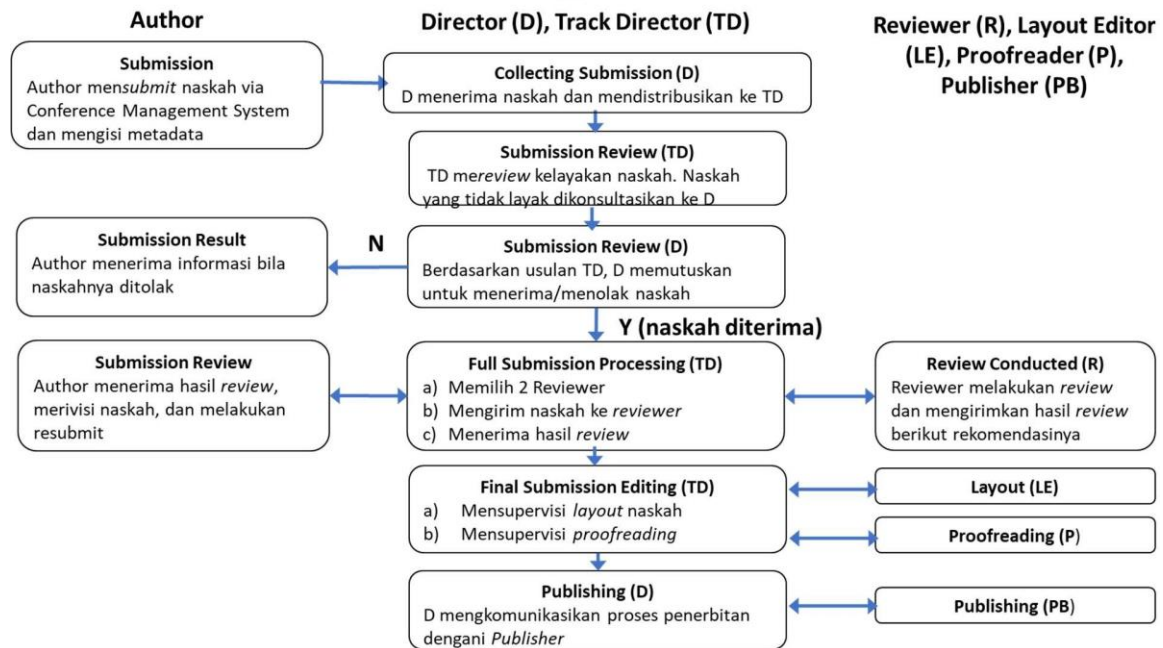 Author
Director (D), Track Director (TD)
Reviewer (R), Layout Editor
(LE), Proofreader (P),
Publisher (PB)
Submission
Author mensubmit naskah via
Conference Management System
dan mengisi metadata
Collecting Submission (D)
D menerima naskah dan mendistribusikan ke TD
Submission Review (TD)
TD mereview kelayakan naskah. Naskah
yang tidak layak dikonsultasikan ke D
Submission Result
Author menerima informasi bila
naskahnya ditolak
N
Submission Review (D)
Berdasarkan usulan TD, D memutuskan
untuk menerima/menolak naskah
Y (naskah diterima)
Submission Review
Author menerima hasil review,
merivisi naskah, dan melakukan
resubmit
Full Submission Processing (TD)
a) Memilih 2 Reviewer
b) Mengirim naskah ke reviewer
c) Menerima hasil review
Review Conducted (R)
Reviewer melakukan review
dan mengirimkan hasil review
berikut rekomendasinya
Final Submission Editing (TD)
a) Mensupervisi layout naskah
b) Mensupervisi proofreading
Layout (LE)
Proofreading (P)
Publishing (D)
D mengkomunikasikan proses penerbitan
dengani Publisher
Publishing (PB)